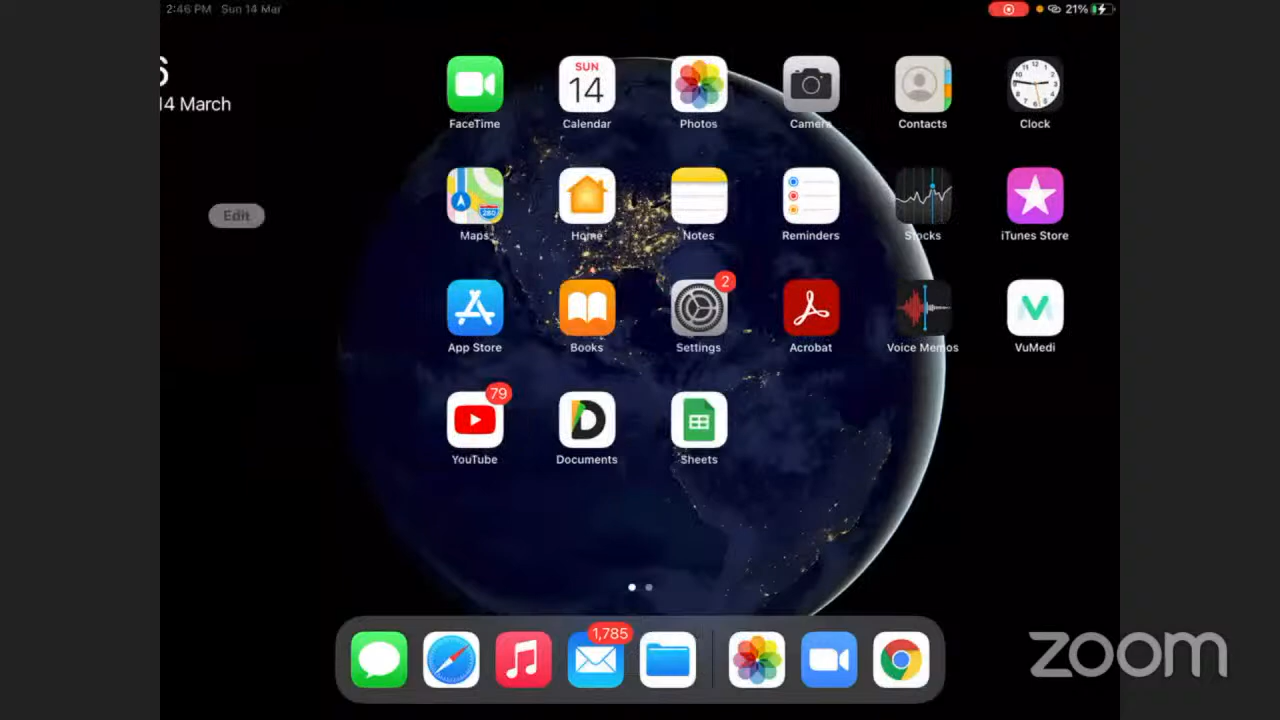 2:46 PM Sun 14 Mar
21%
14 March
Edit
SUN
14
FaceTime
Calendar
Photos
Camera
Contacts
Clock
280
Maps
Home
Notes
Reminders
Stocks
iTunes Store
2
App Store
Books
Settings
Acrobat
Voice Memos
VuMedi
79
YouTube
Documents
Sheets
1,785
zoom